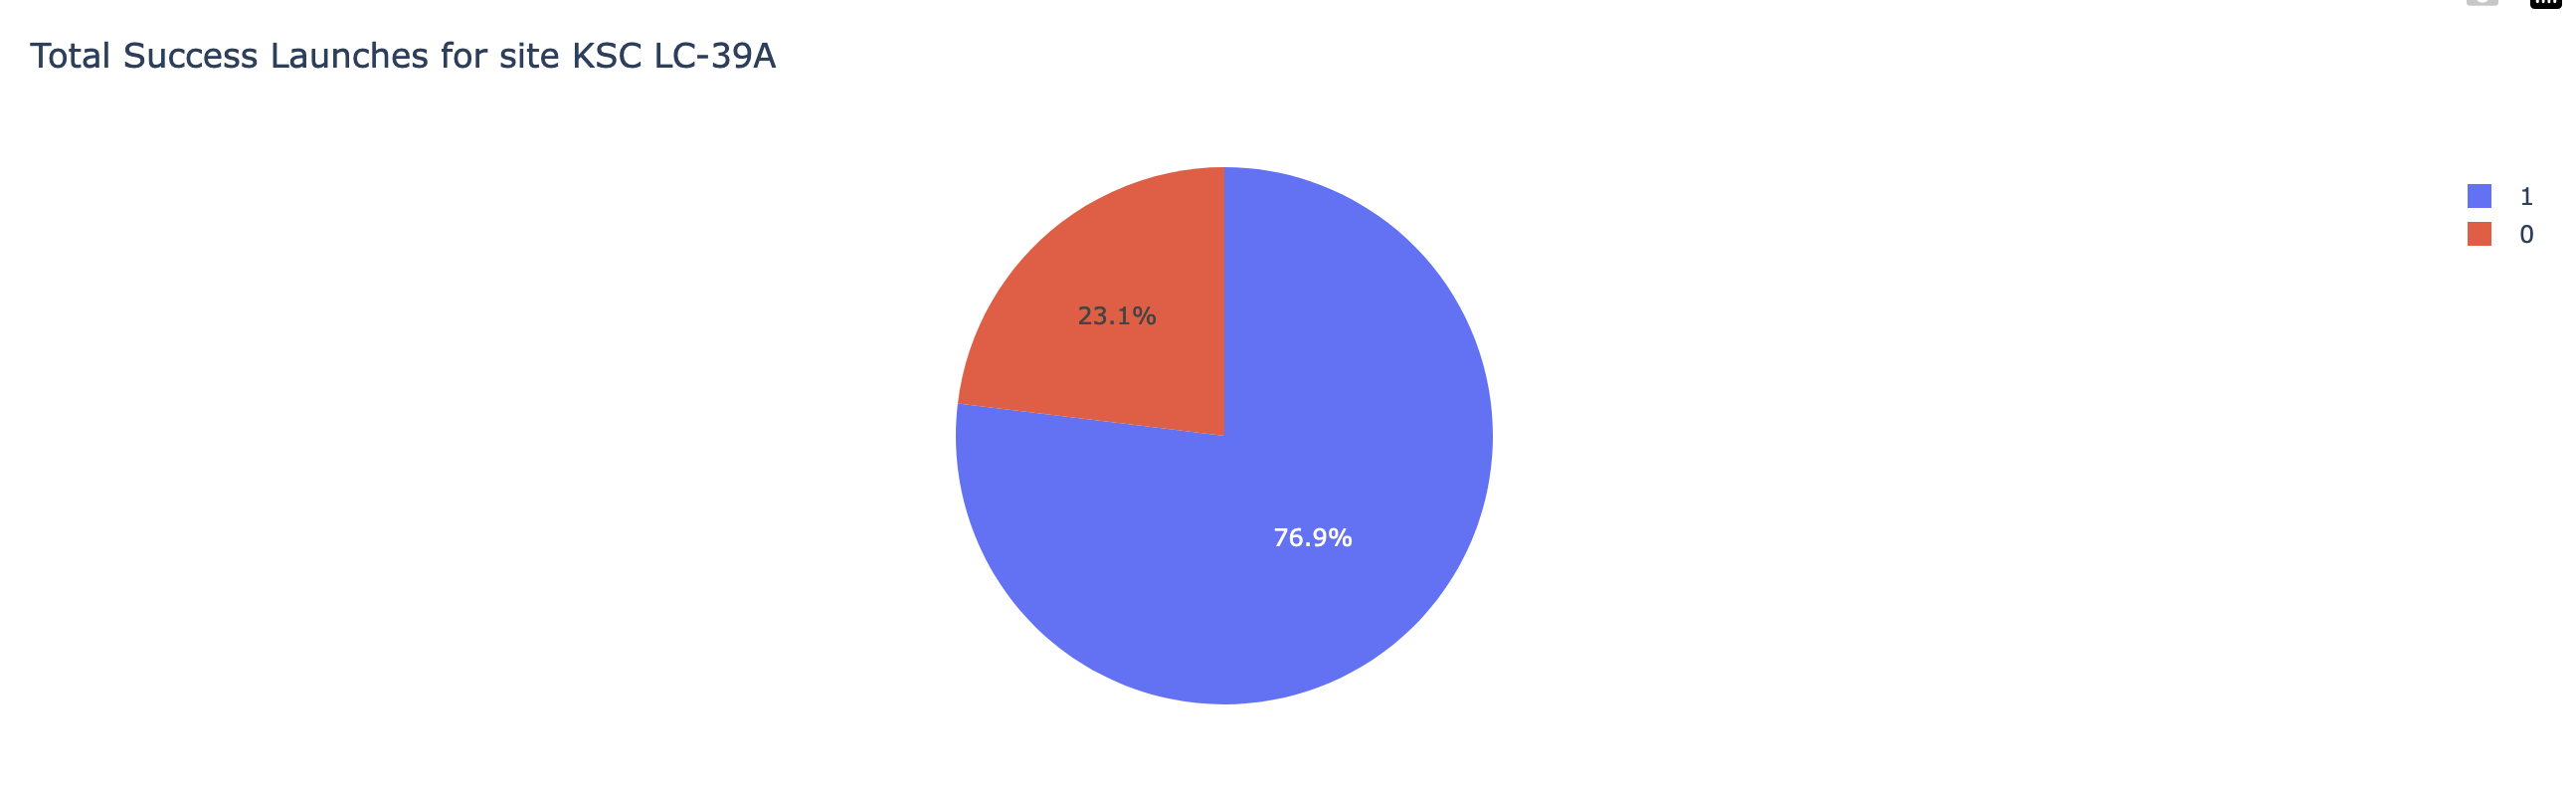 Total Success Launches for site KSC LC-39A
1
0
23.1%
76.9%